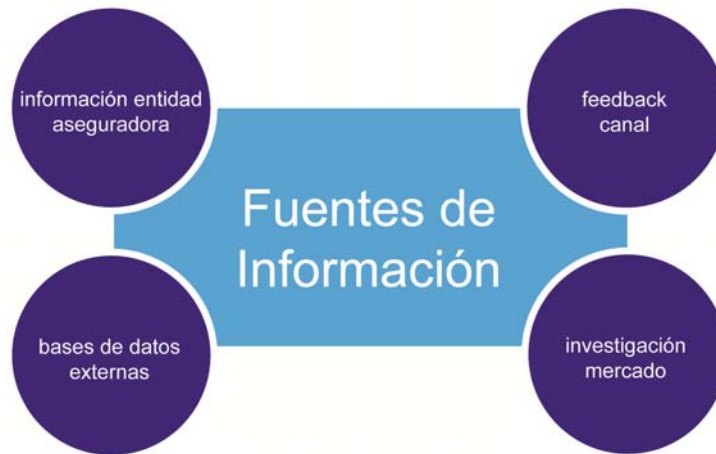 información entidad
aseguradora
feedback
canal
Fuentes de
Información
bases de datos
externas
investigación
mercado